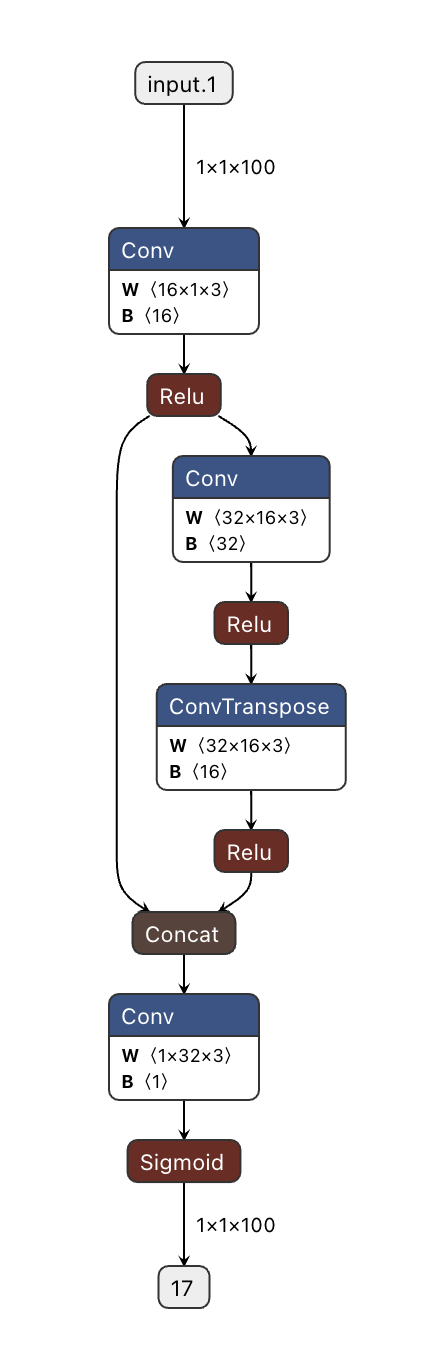 input.1
1×1×100
Conv
W ⟨16×1×3⟩
B ⟨16⟩
Relu
Conv
W ⟨32×16×3⟩
B ⟨32⟩
Relu
ConvTranspose
W ⟨32×16×3⟩
B ⟨16⟩
Relu
Concat
Conv
W ⟨1×32×3⟩
B ⟨1⟩
Sigmoid
1×1×100
17